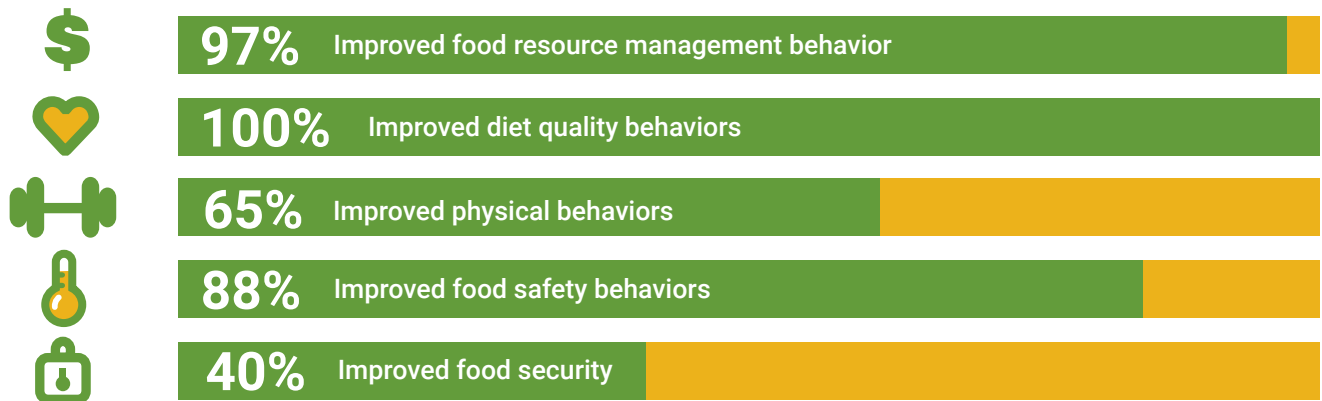 97% Improved food resource management behavior
100% Improved diet quality behaviors
65% Improved physical behaviors
88% Improved food safety behaviors
40% Improved food security